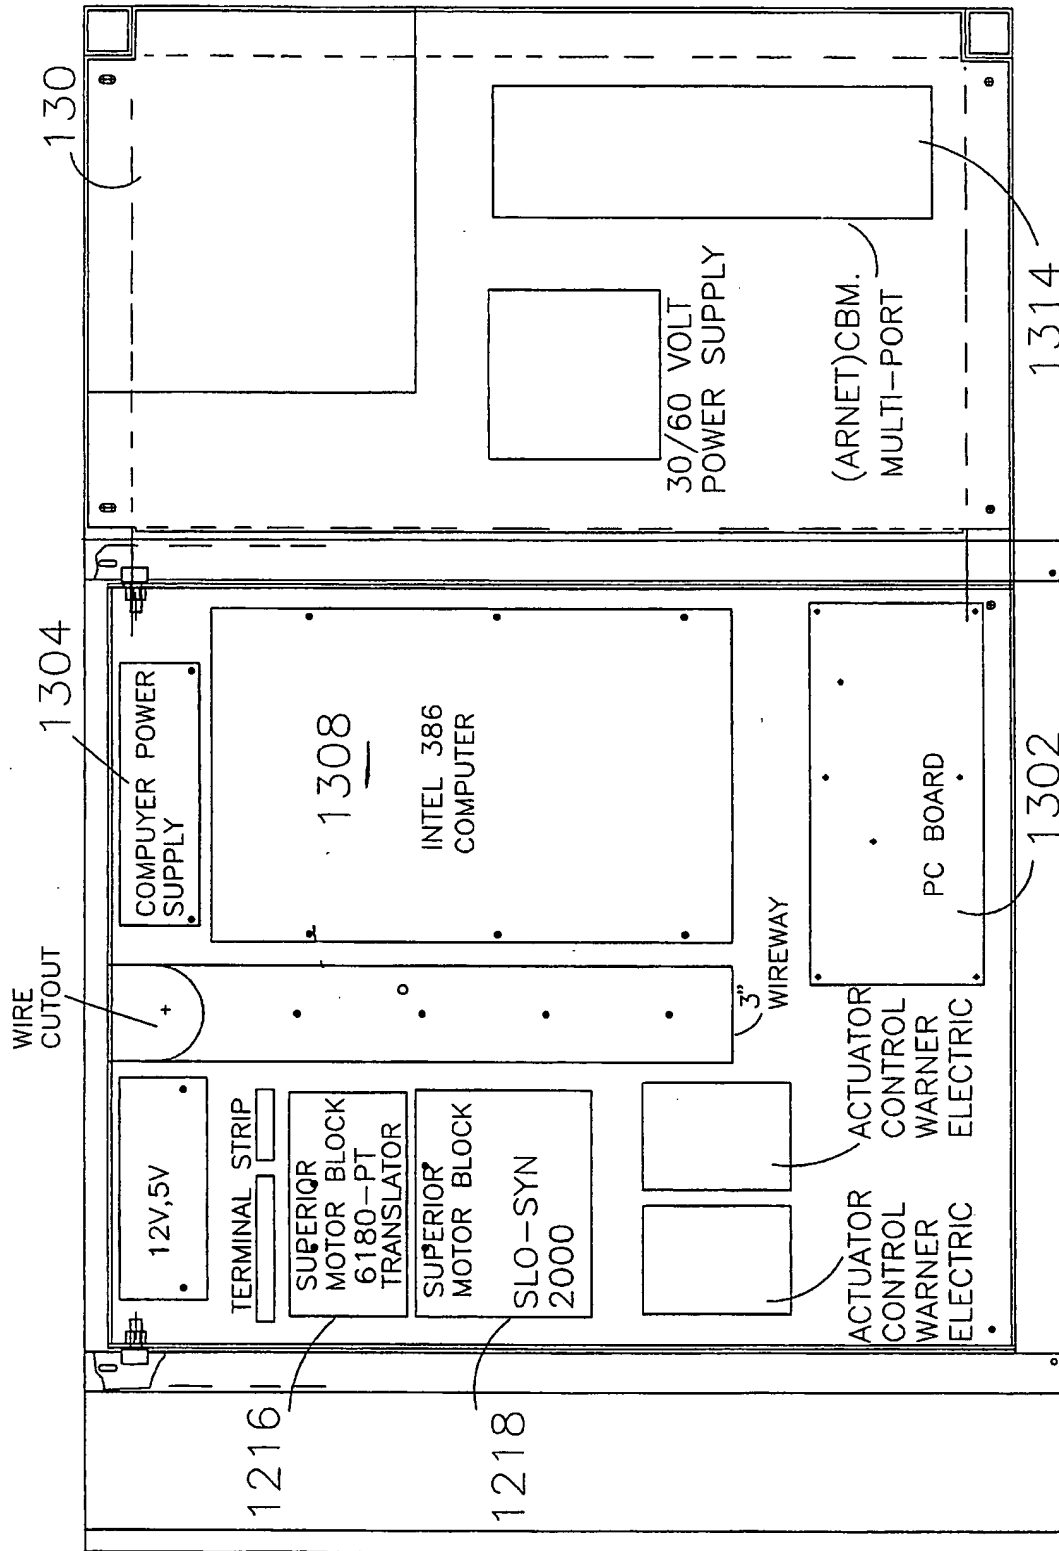 WIRE
CUTOUT
1304
130
12V,5V
COMPUYER POWER
SUPPLY
TERMINAL STRIP
1216
SUPERIOR
MOTOR BLOCK
6180-PT
TRANSLATOR
1308
INTEL 386
COMPUTER
1218
SUPERIOR
MOTOR BLOCK
SLO-SYN
2000
30/60 VOLT
POWER SUPPLY
(ARNET)CBM.
MULTI-PORT
1314
3"
WIREWAY
ACTUATOR
CONTROL
WARNER
ELECTRIC
ACTUATOR
CONTROL
WARNER
ELECTRIC
PC BOARD
1302